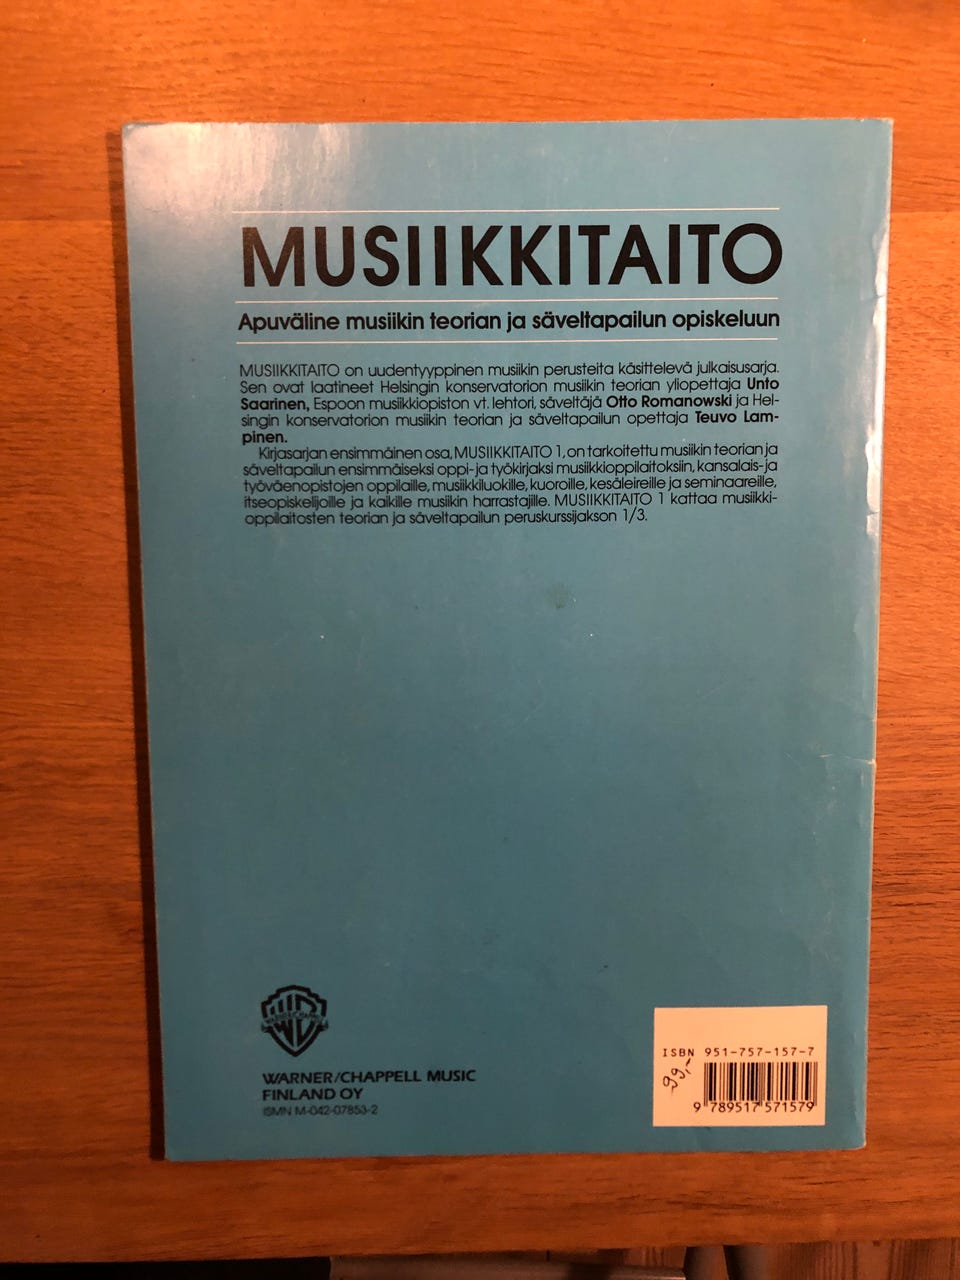 MUSIIKKITAITO
Apuväline musiikin teorian ja säveltapailun opiskeluun
MUSIIKKITAITO on uudentyyppinen musiikin perusteita käsittelevä julkaisusarja.
Sen ovat laatineet Helsingin konservatorion musiikin teorian yliopettaja Unto
Saarinen, Espoon musiikkiopiston vt. lehtori, säveltäjä Otto Romanowski ja Hel-
singin konservatorion musiikin teorian ja säveltapailun opettaja Teuvo Lam-
pinen.
Kirjasarjan ensimmäinen osa, MUSIIKKITAITO 1, on tarkoitettu musiikin teorian ja
säveltapailun ensimmäiseksi oppi- ja työkirjaksi musiikkioppilaitoksiin, kansalais- ja
työväenopistojen oppilaille, musiikkiluokille, kuoroille, kesäleireille ja seminaareille,
itseopiskelijoille ja kaikille musiikin harrastajille. MUSIIKKITAITO 1 kattaa musiikki-
oppilaitosten teorian ja säveltapailun peruskurssijakson 1/3.
WARNER/CHAPPELL
WARNER/CHAPPELL MUSIC
FINLAND OY
ISMN M-042-07853-2
ISBN 951-757-157-7
99,-
9 789517 571579